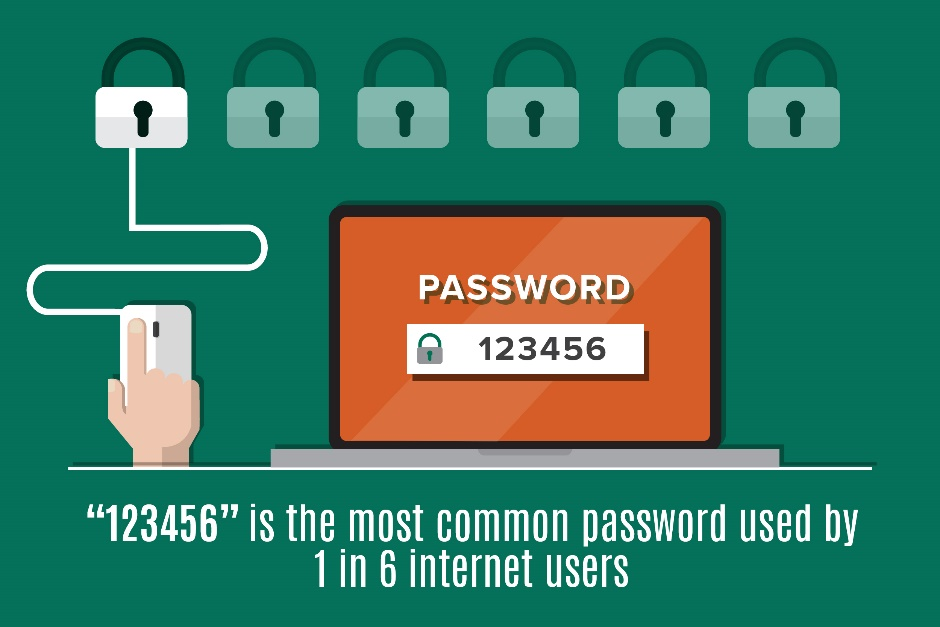 PASSWORD
123456
“123456” is the most common password used by
1 in 6 internet users